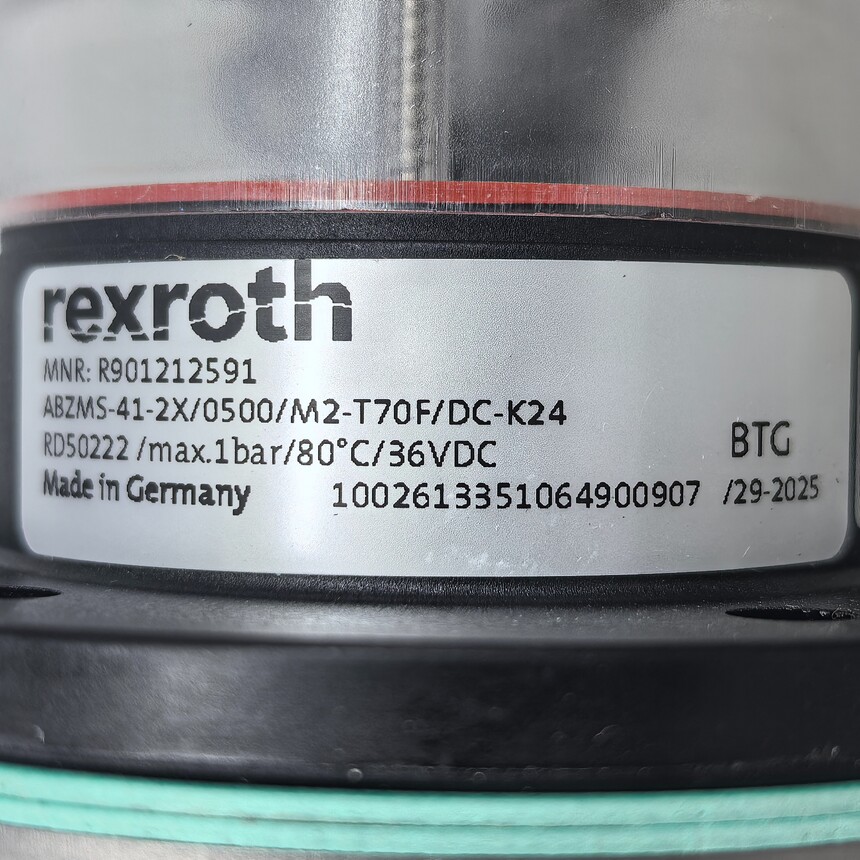 rexroth
MNR: R901212591
ABZMS-41-2X/0500/M2-T70F/DC-K24
RD50222 /max.1bar/80°C/36VDC
BTG
Made in Germany 1002613351064900907 /29-2025